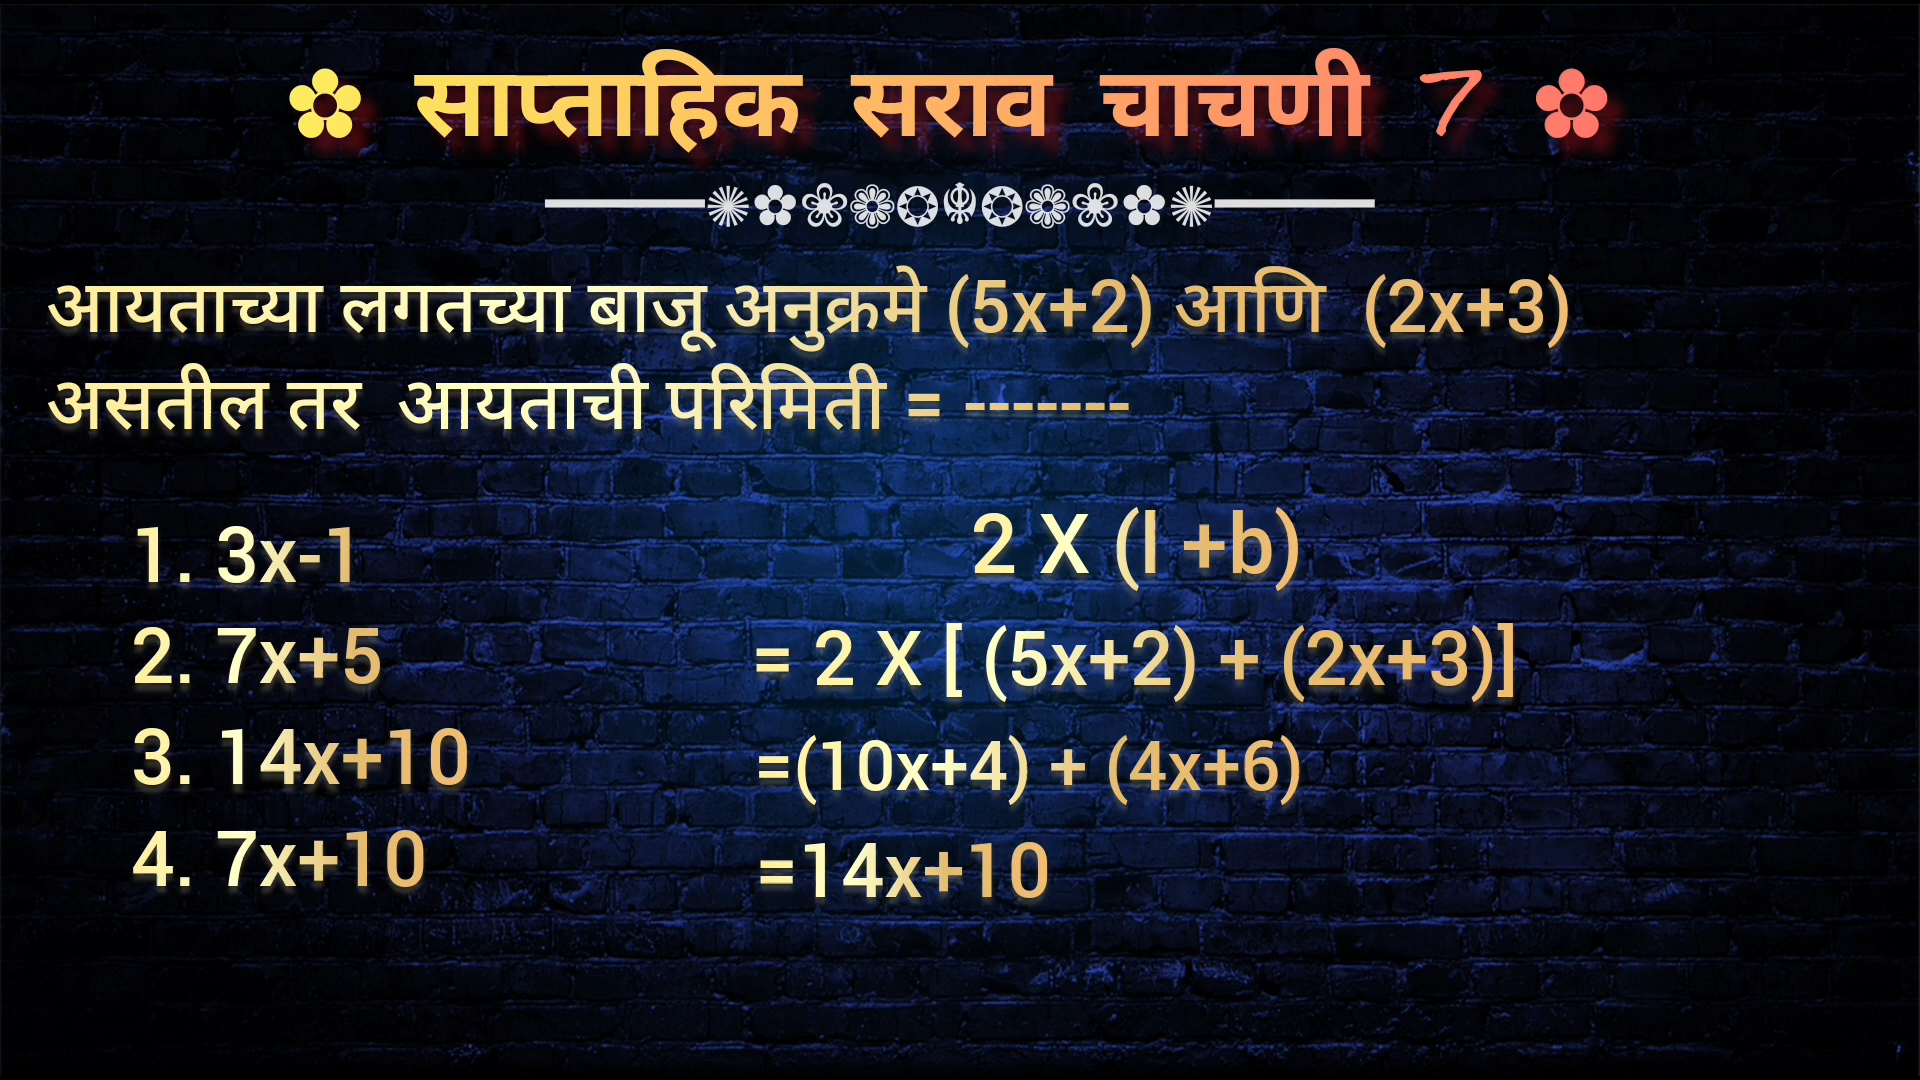 ✿ साप्ताहिक सराव चाचणी 7 ✿
आयताच्या लगतच्या बाजू अनुक्रमे (5x+2) आणि (2x+3)
असतील तर आयताची परिमिती = -------
1. 3x-1
2. 7x+5
3. 14x+10
4. 7x+10
2 X (l +b)
= 2 X [ (5x+2) + (2x+3)]
=(10x+4) + (4x+6)
=14x+10